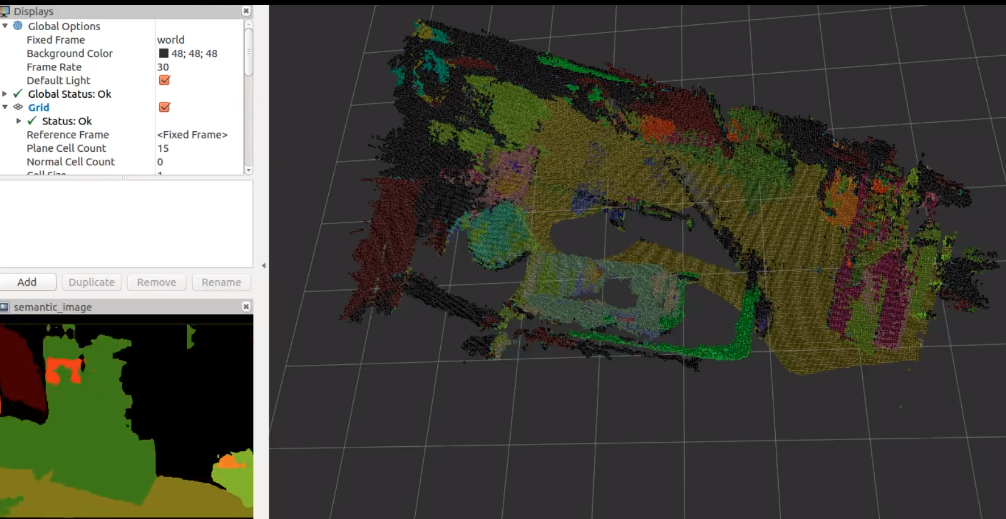 Displays
Global Options
Fixed Frame world
Background Color 48; 48; 48
Frame Rate 30
Default Light
Global Status: Ok
Grid
Status: Ok
Reference Frame <Fixed Frame>
Plane Cell Count 15
Normal Cell Count 0
Cell Size 1
Add Duplicate Remove Rename
semantic_image